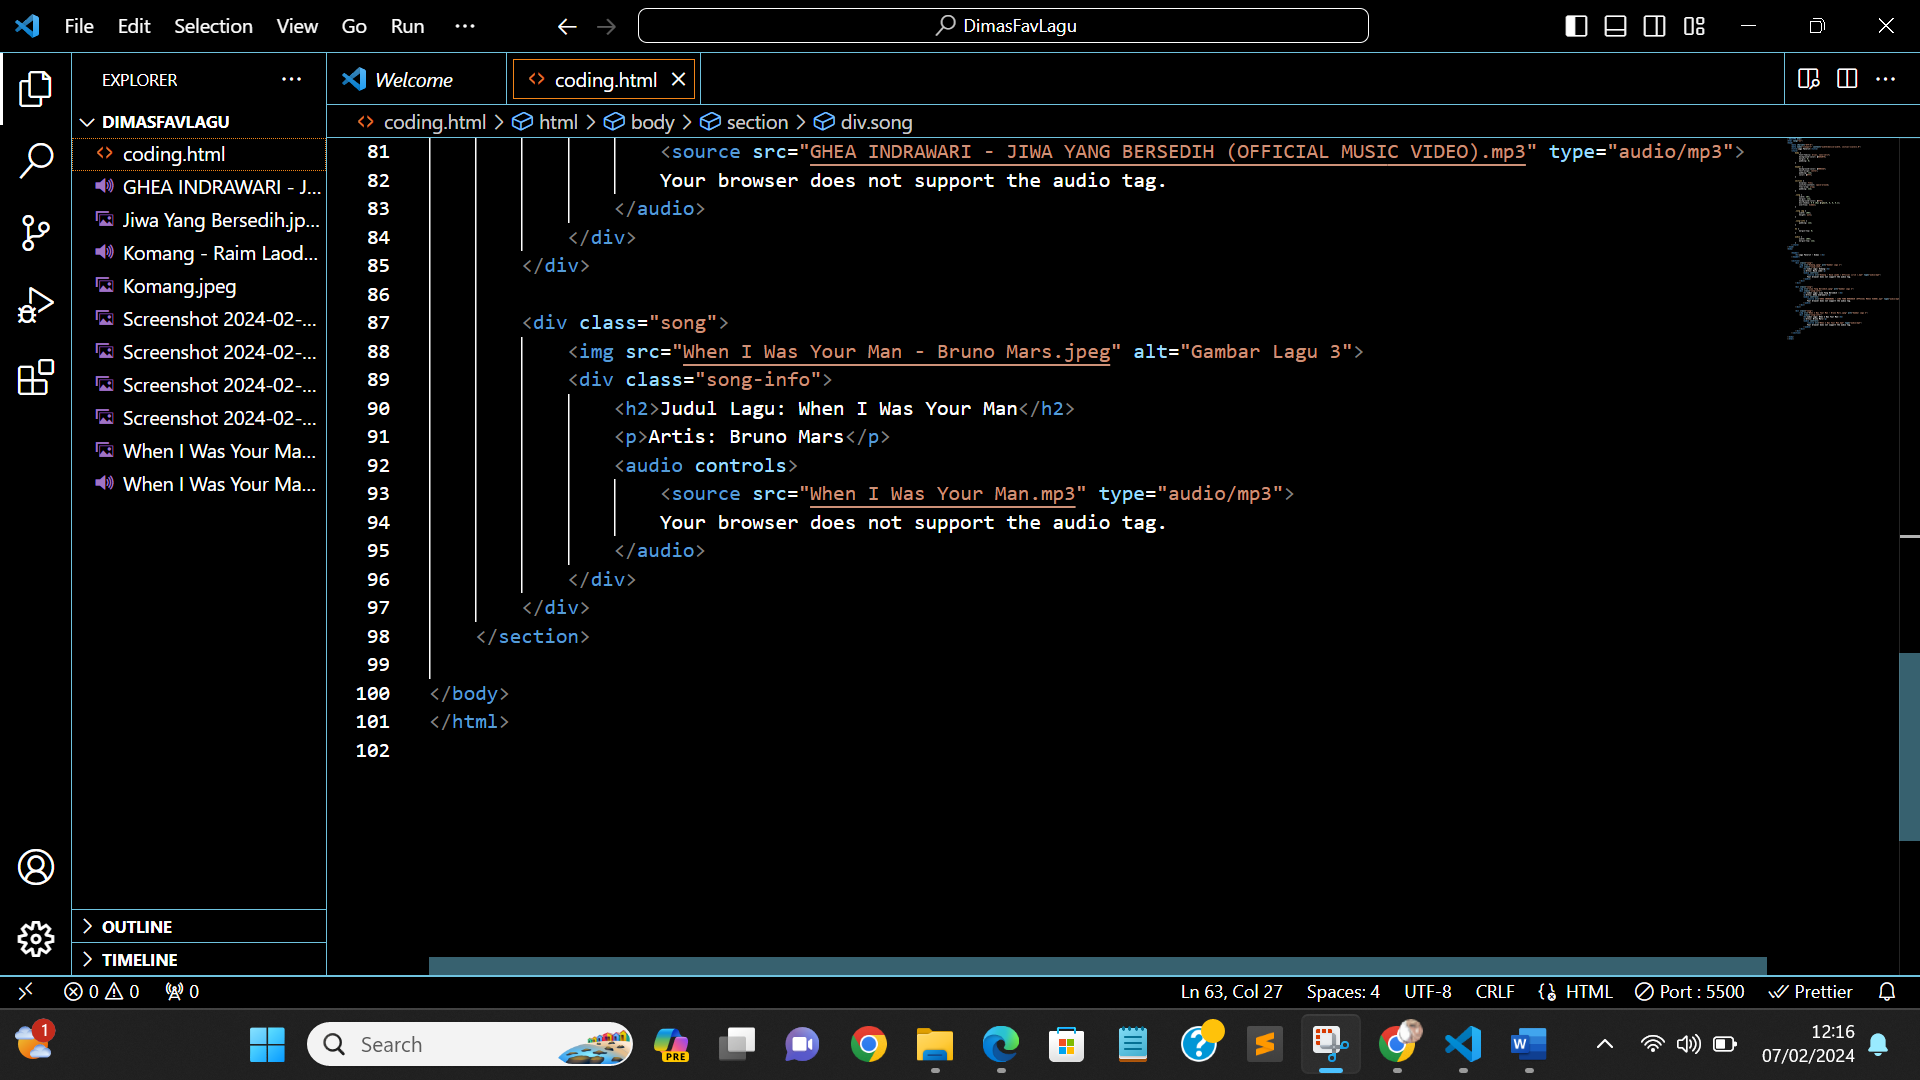 File Edit Selection View Go Run ···
DimasFavLagu
EXPLORER
Welcome
coding.html
DIMASFAVLAGU
coding.html
GHEA INDRAWARI - J...
Jiwa Yang Bersedih.jp...
Komang - Raim Laod...
Komang.jpeg
Screenshot 2024-02-...
Screenshot 2024-02-...
Screenshot 2024-02-...
Screenshot 2024-02-...
When I Was Your Ma...
When I Was Your Ma...
OUTLINE
TIMELINE
coding.html > html > body > section > div.song
81 <source src="GHEA INDRAWARI - JIWA YANG BERSEDIH (OFFICIAL MUSIC VIDEO).mp3" type="audio/mp3">
82 Your browser does not support the audio tag.
83 </audio>
84 </div>
85 </div>
86
87 <div class="song">
88 <img src="When I Was Your Man - Bruno Mars.jpeg" alt="Gambar Lagu 3">
89 <div class="song-info">
90 <h2>Judul Lagu: When I Was Your Man</h2>
91 <p>Artis: Bruno Mars</p>
92 <audio controls>
93 <source src="When I Was Your Man.mp3" type="audio/mp3">
94 Your browser does not support the audio tag.
95 </audio>
96 </div>
97 </div>
98 </section>
99
100 </body>
101 </html>
102
0 0 0
Ln 63, Col 27 Spaces: 4 UTF-8 CRLF HTML Port : 5500 Prettier
1
Search
PRE
12:16
07/02/2024